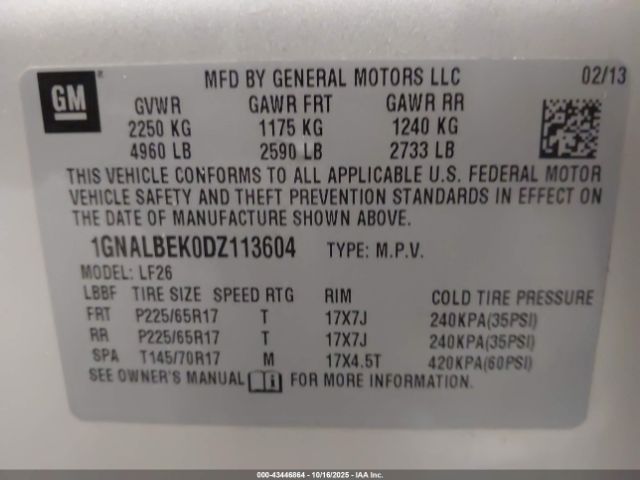 GM ®
MFD BY GENERAL MOTORS LLC 02/13
GVWR GAWR FRT GAWR RR
2250 KG 1175 KG 1240 KG
4960 LB 2590 LB 2733 LB
THIS VEHICLE CONFORMS TO ALL APPLICABLE U.S. FEDERAL MOTOR
VEHICLE SAFETY AND THEFT PREVENTION STANDARDS IN EFFECT ON
THE DATE OF MANUFACTURE SHOWN ABOVE.
1GNALBEK0DZ113604 TYPE: M.P.V.
MODEL: LF26
LBBF TIRE SIZE SPEED RTG RIM COLD TIRE PRESSURE
FRT P225/65R17 T 17X7J 240KPA(35PSI)
RR P225/65R17 T 17X7J 240KPA(35PSI)
SPA T145/70R17 M 17X4.5T 420KPA(60PSI)
SEE OWNER'S MANUAL FOR MORE INFORMATION.
000-43446864 - 10/16/2025 - IAAI, Inc.